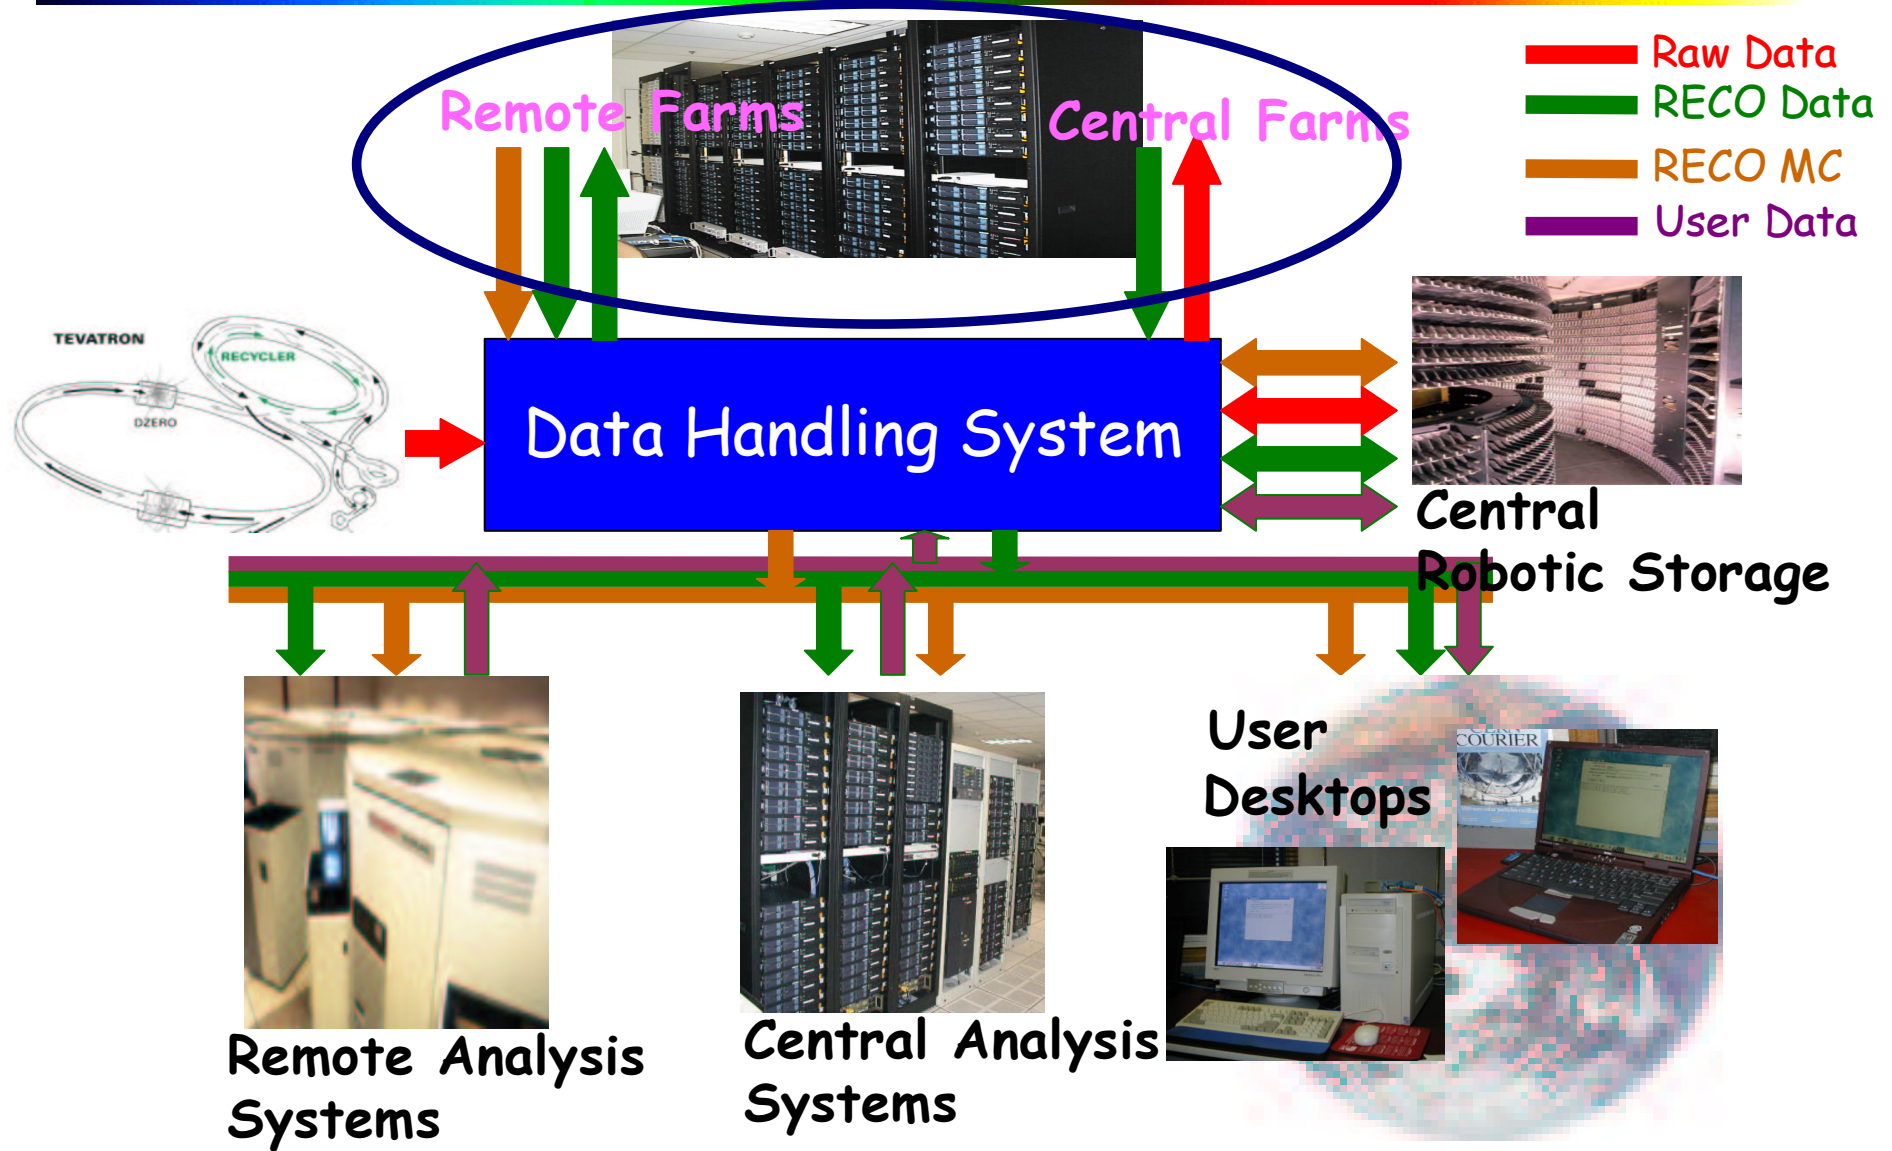 Remote Farms
Central Farms
Raw Data
RECO Data
RECO MC
User Data
TEVATRON
RECYCLER
DZERO
Data Handling System
Central
Robotic Storage
User
Desktops
COURIER
Remote Analysis
Systems
Central Analysis
Systems